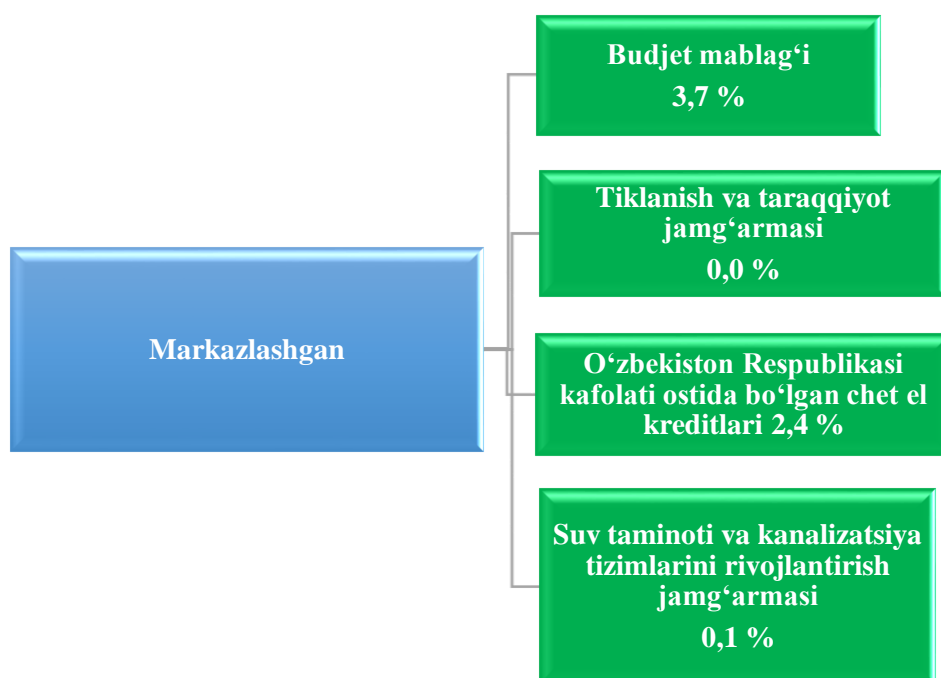 Budjet mablag‘i
3,7 %
Tiklanish va taraqqiyot
jamg‘armasi
0,0 %
Markazlashgan
O‘zbekiston Respublikasi
kafolati ostida bo‘lgan chet el
kreditlari 2,4 %
Suv taminoti va kanalizatsiya
tizimlarini rivojlantirish
jamg‘armasi
0,1 %